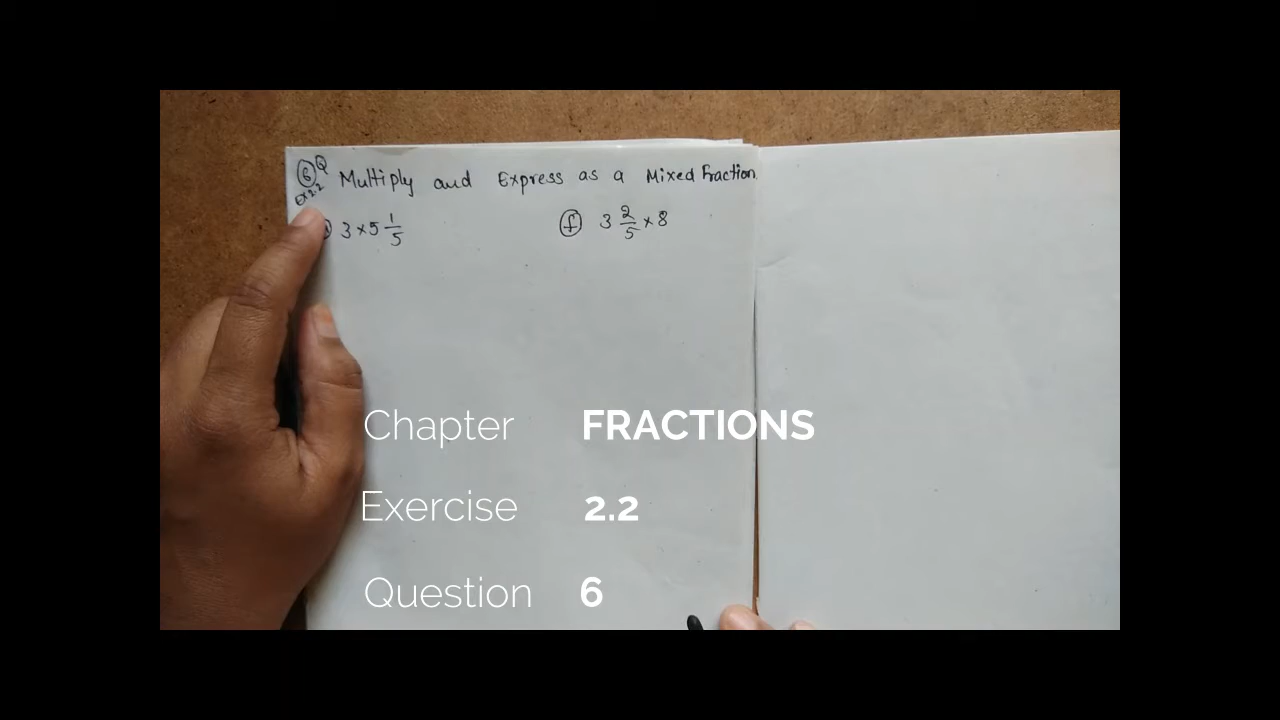 6 Q Multiply and Express as a Mixed Fraction
Ex 2.2
3 × 5 1/5 (f) 3 2/5 × 8
Chapter FRACTIONS
Exercise 2.2
Question 6